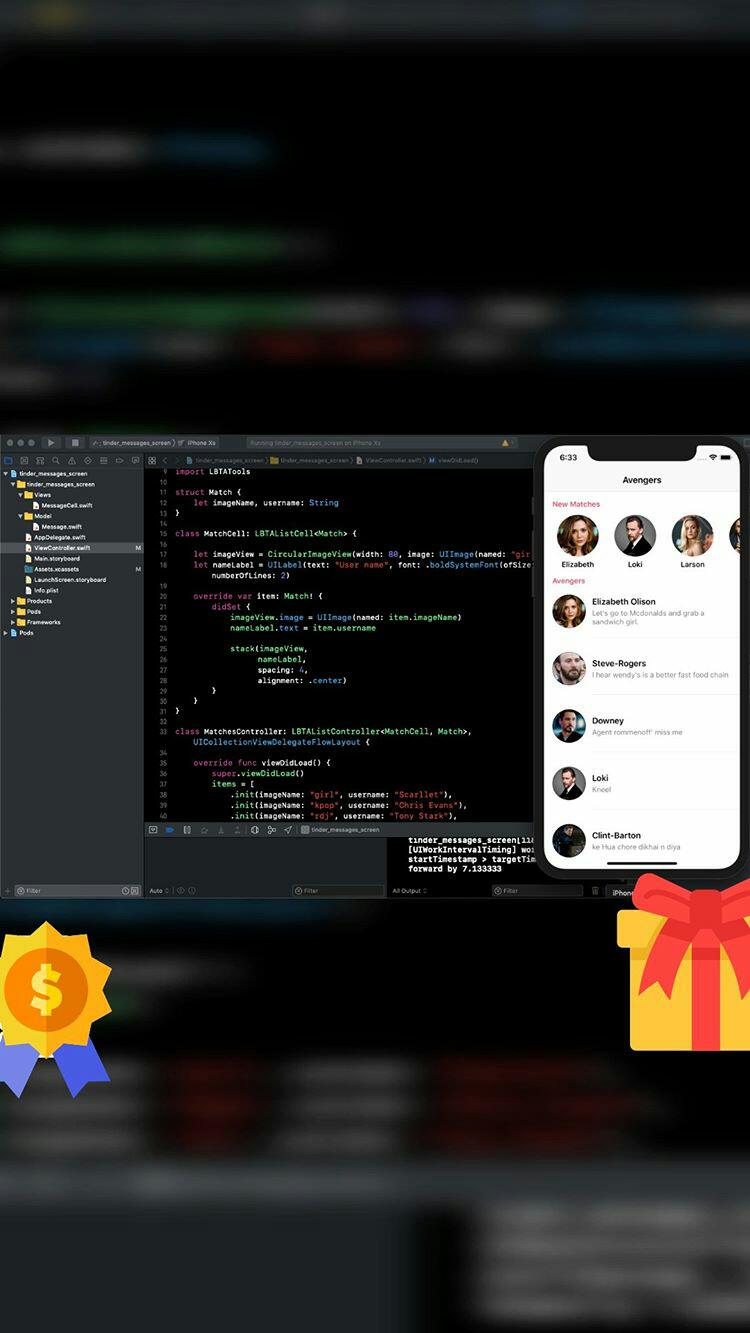 tinder_messages_screen
iPhone Xs
Running tinder_messages_screen on iPhone Xs
tinder_messages_screen
tinder_messages_screen
Views
MessageCell.swift
Model
Message.swift
AppDelegate.swift
ViewController.swift M
Main.storyboard
Assets.xcassets M
LaunchScreen.storyboard
Info.plist
Products
Pods
Frameworks
Pods
Filter
tinder_messages_screen
tinder_messages_screen
ViewController.swift
M viewDidLoad()
9 import LBTATools
10
11 struct Match {
12 let imageName, username: String
13 }
14
15 class MatchCell: LBTAListCell<Match> {
16
17 let imageView = CircularImageView(width: 80, image: UIImage(named: "gir
18 let nameLabel = UILabel(text: "User name", font: .boldSystemFont(ofSize
numberOfLines: 2)
19
20 override var item: Match! {
21 didSet {
22 imageView.image = UIImage(named: item.imageName)
23 nameLabel.text = item.username
24
25 stack(imageView,
26 nameLabel,
27 spacing: 4,
28 alignment: .center)
29 }
30 }
31 }
32
33 class MatchesController: LBTAListController<MatchCell, Match>,
UICollectionViewDelegateFlowLayout {
34
35 override func viewDidLoad() {
36 super.viewDidLoad()
37 items = [
38 .init(imageName: "girl", username: "Scarllet"),
39 .init(imageName: "kpop", username: "Chris Evans"),
40 .init(imageName: "rdj", username: "Tony Stark"),
tinder_messages_screen
tinder_messages_screen[118
[UIWorkIntervalTiming] wo
startTimestamp > targetTim
forward by 7.133333
Auto
Filter
All Output
Filter
iPhon
6:33
Avengers
New Matches
Elizabeth
Loki
Larson
Avengers
Elizabeth Olison
Let's go to Mcdonalds and grab a
sandwich girl.
Steve-Rogers
I hear wendy's is a better fast food chain
Downey
Agent rommenoff' miss me
Loki
Kneel
Clint-Barton
ke Hua chore dikhai n diya
$